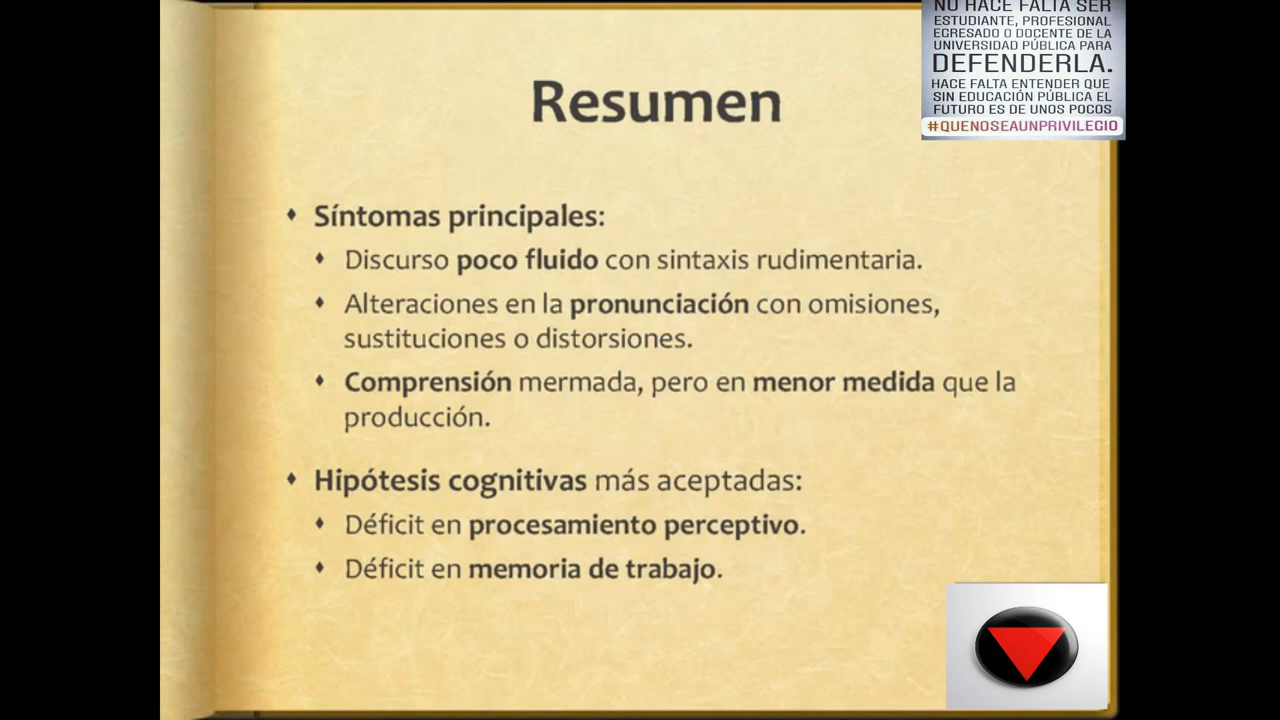 NO HACE FALTA SER
ESTUDIANTE, PROFESIONAL
EGRESADO O DOCENTE DE LA
UNIVERSIDAD PÚBLICA PARA
DEFENDERLA.
HACE FALTA ENTENDER QUE
SIN EDUCACIÓN PÚBLICA EL
FUTURO ES DE UNOS POCOS
#QUENOSEAUNPRIVILEGIO
Resumen
Síntomas principales:
Discurso poco fluido con sintaxis rudimentaria.
Alteraciones en la pronunciación con omisiones,
sustituciones o distorsiones.
Comprensión mermada, pero en menor medida que la
producción.
Hipótesis cognitivas más aceptadas:
Déficit en procesamiento perceptivo.
Déficit en memoria de trabajo.